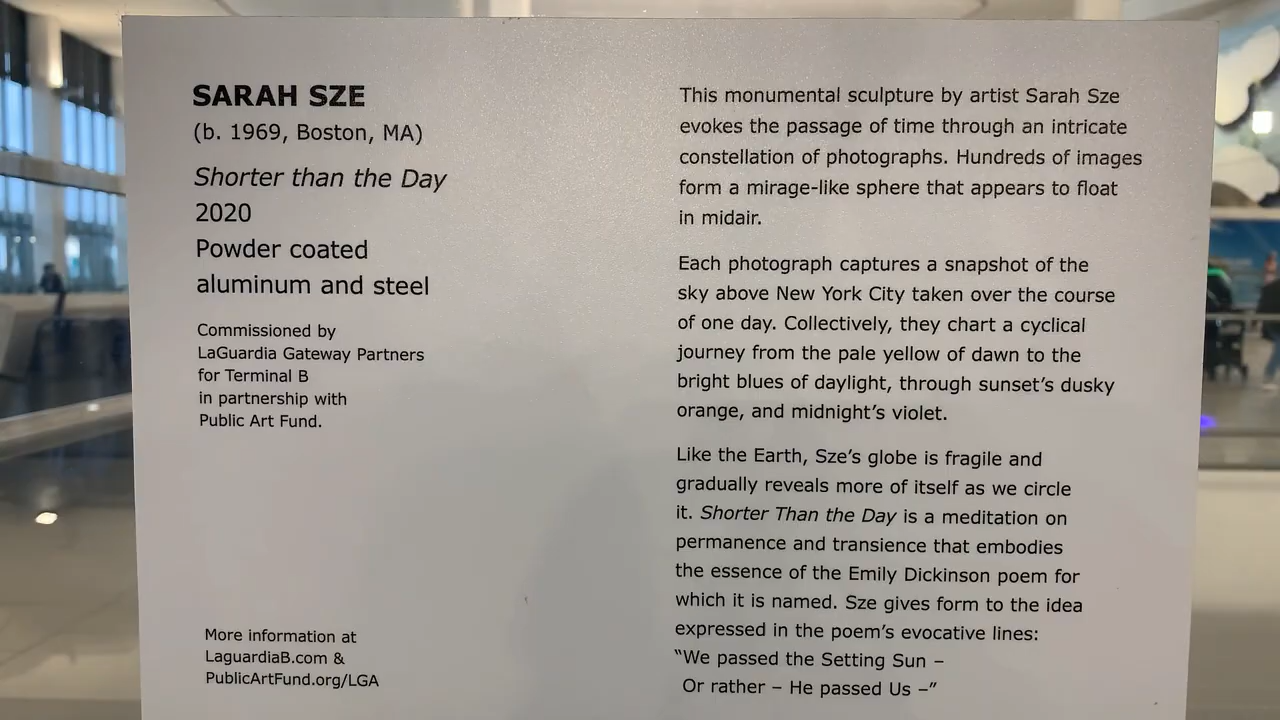 SARAH SZE
(b. 1969, Boston, MA)
Shorter than the Day
2020
Powder coated
aluminum and steel
Commissioned by
LaGuardia Gateway Partners
for Terminal B
in partnership with
Public Art Fund.
More information at
LaguardiaB.com &
PublicArtFund.org/LGA
This monumental sculpture by artist Sarah Sze
evokes the passage of time through an intricate
constellation of photographs. Hundreds of images
form a mirage-like sphere that appears to float
in midair.
Each photograph captures a snapshot of the
sky above New York City taken over the course
of one day. Collectively, they chart a cyclical
journey from the pale yellow of dawn to the
bright blues of daylight, through sunset’s dusky
orange, and midnight’s violet.
Like the Earth, Sze’s globe is fragile and
gradually reveals more of itself as we circle
it. Shorter Than the Day is a meditation on
permanence and transience that embodies
the essence of the Emily Dickinson poem for
which it is named. Sze gives form to the idea
expressed in the poem’s evocative lines:
“We passed the Setting Sun –
Or rather – He passed Us –”